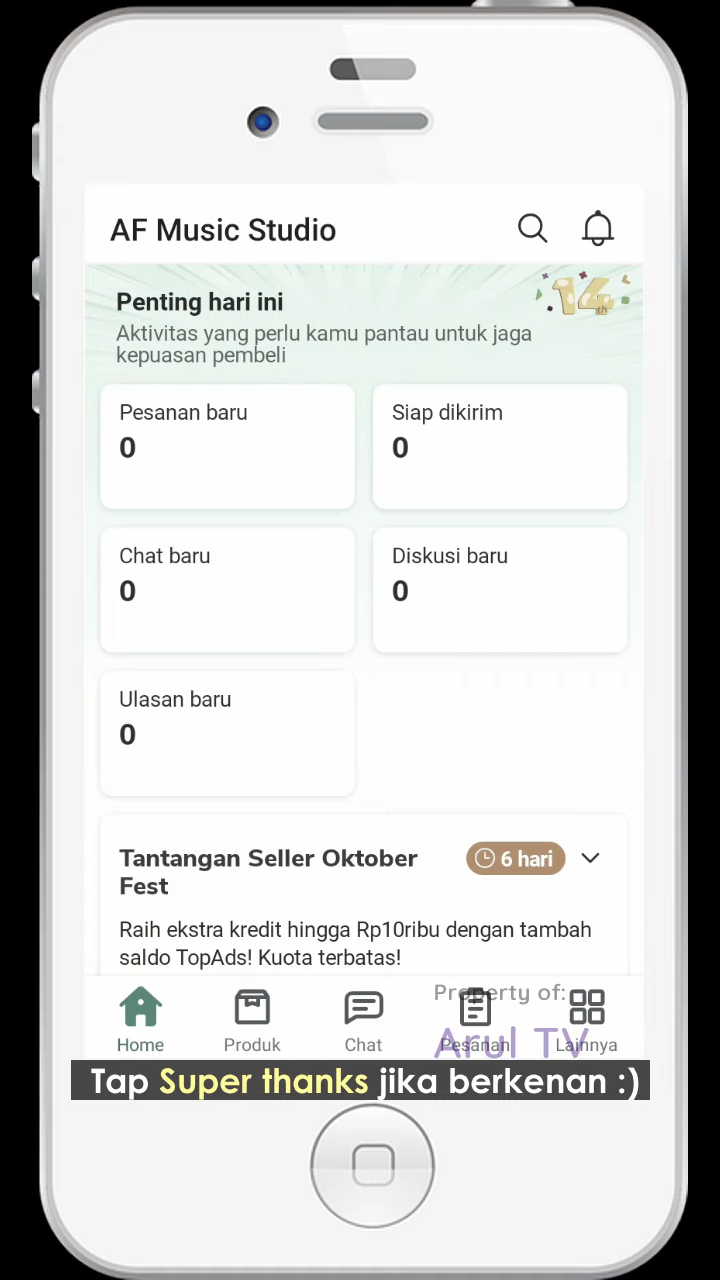 AF Music Studio
Penting hari ini
14th
Aktivitas yang perlu kamu pantau untuk jaga
kepuasan pembeli
Pesanan baru
0
Siap dikirim
0
Chat baru
0
Diskusi baru
0
Ulasan baru
0
Tantangan Seller Oktober
Fest
6 hari
Raih ekstra kredit hingga Rp10ribu dengan tambah
saldo TopAds! Kuota terbatas!
Property of:
Arul TV
Home
Produk
Chat
Pesanan
Lainnya
Tap Super thanks jika berkenan :)